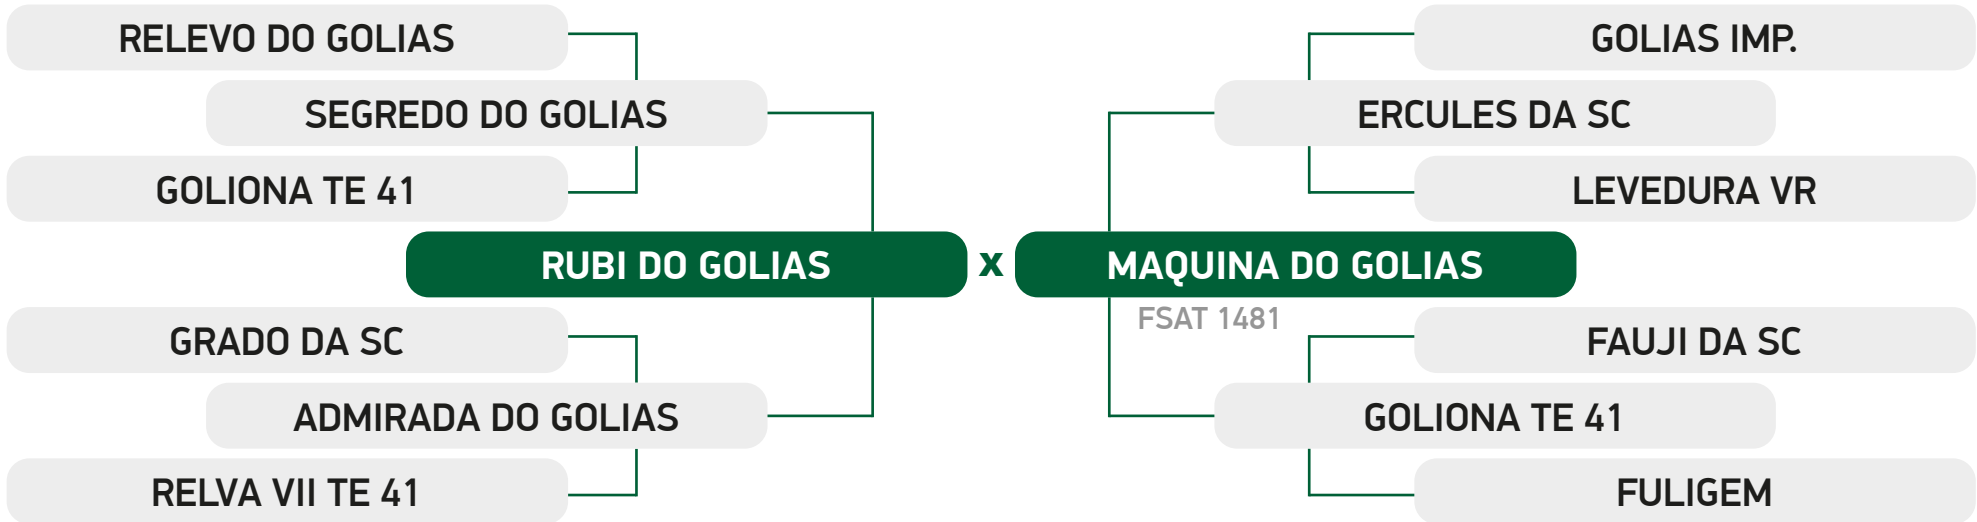 RELEVO DO GOLIAS
GOLIAS IMP.
SEGREDO DO GOLIAS
ERCULES DA SC
GOLIONA TE 41
LEVEDURA VR
RUBI DO GOLIAS x MAQUINA DO GOLIAS
FSAT 1481
GRADO DA SC
FAUJI DA SC
ADMIRADA DO GOLIAS
GOLIONA TE 41
RELVA VII TE 41
FULIGEM